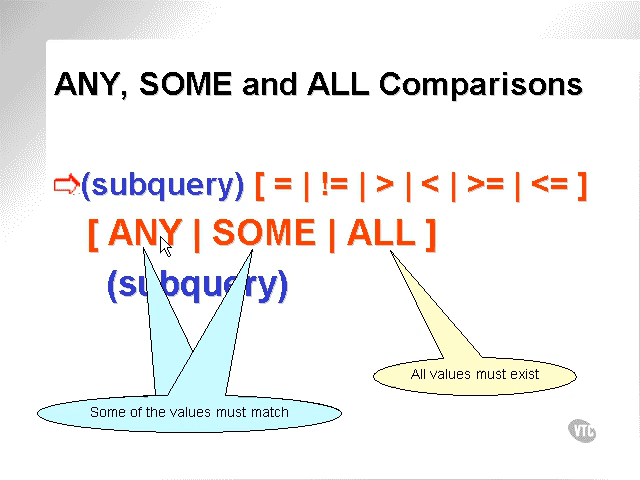 ANY, SOME and ALL Comparisons
(subquery) [ = | != | > | < | >= | <= ]
[ ANY | SOME | ALL ]
(subquery)
All values must exist
Some of the values must match
VTC